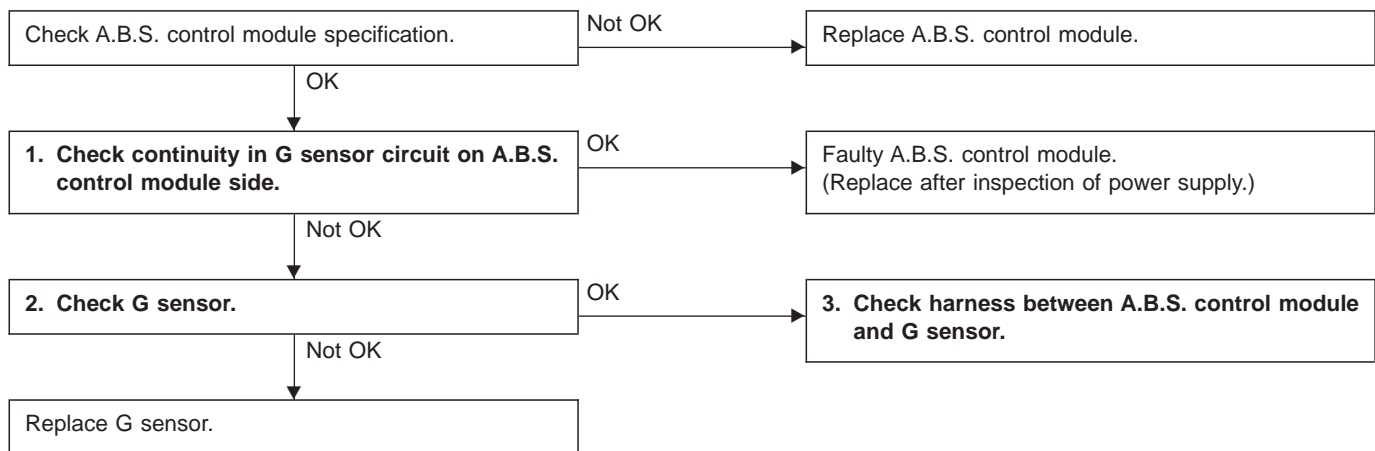 Check A.B.S. control module specification.
Not OK
Replace A.B.S. control module.
OK
1. Check continuity in G sensor circuit on A.B.S.
control module side.
OK
Faulty A.B.S. control module.
(Replace after inspection of power supply.)
Not OK
2. Check G sensor.
OK
3. Check harness between A.B.S. control module
and G sensor.
Not OK
Replace G sensor.